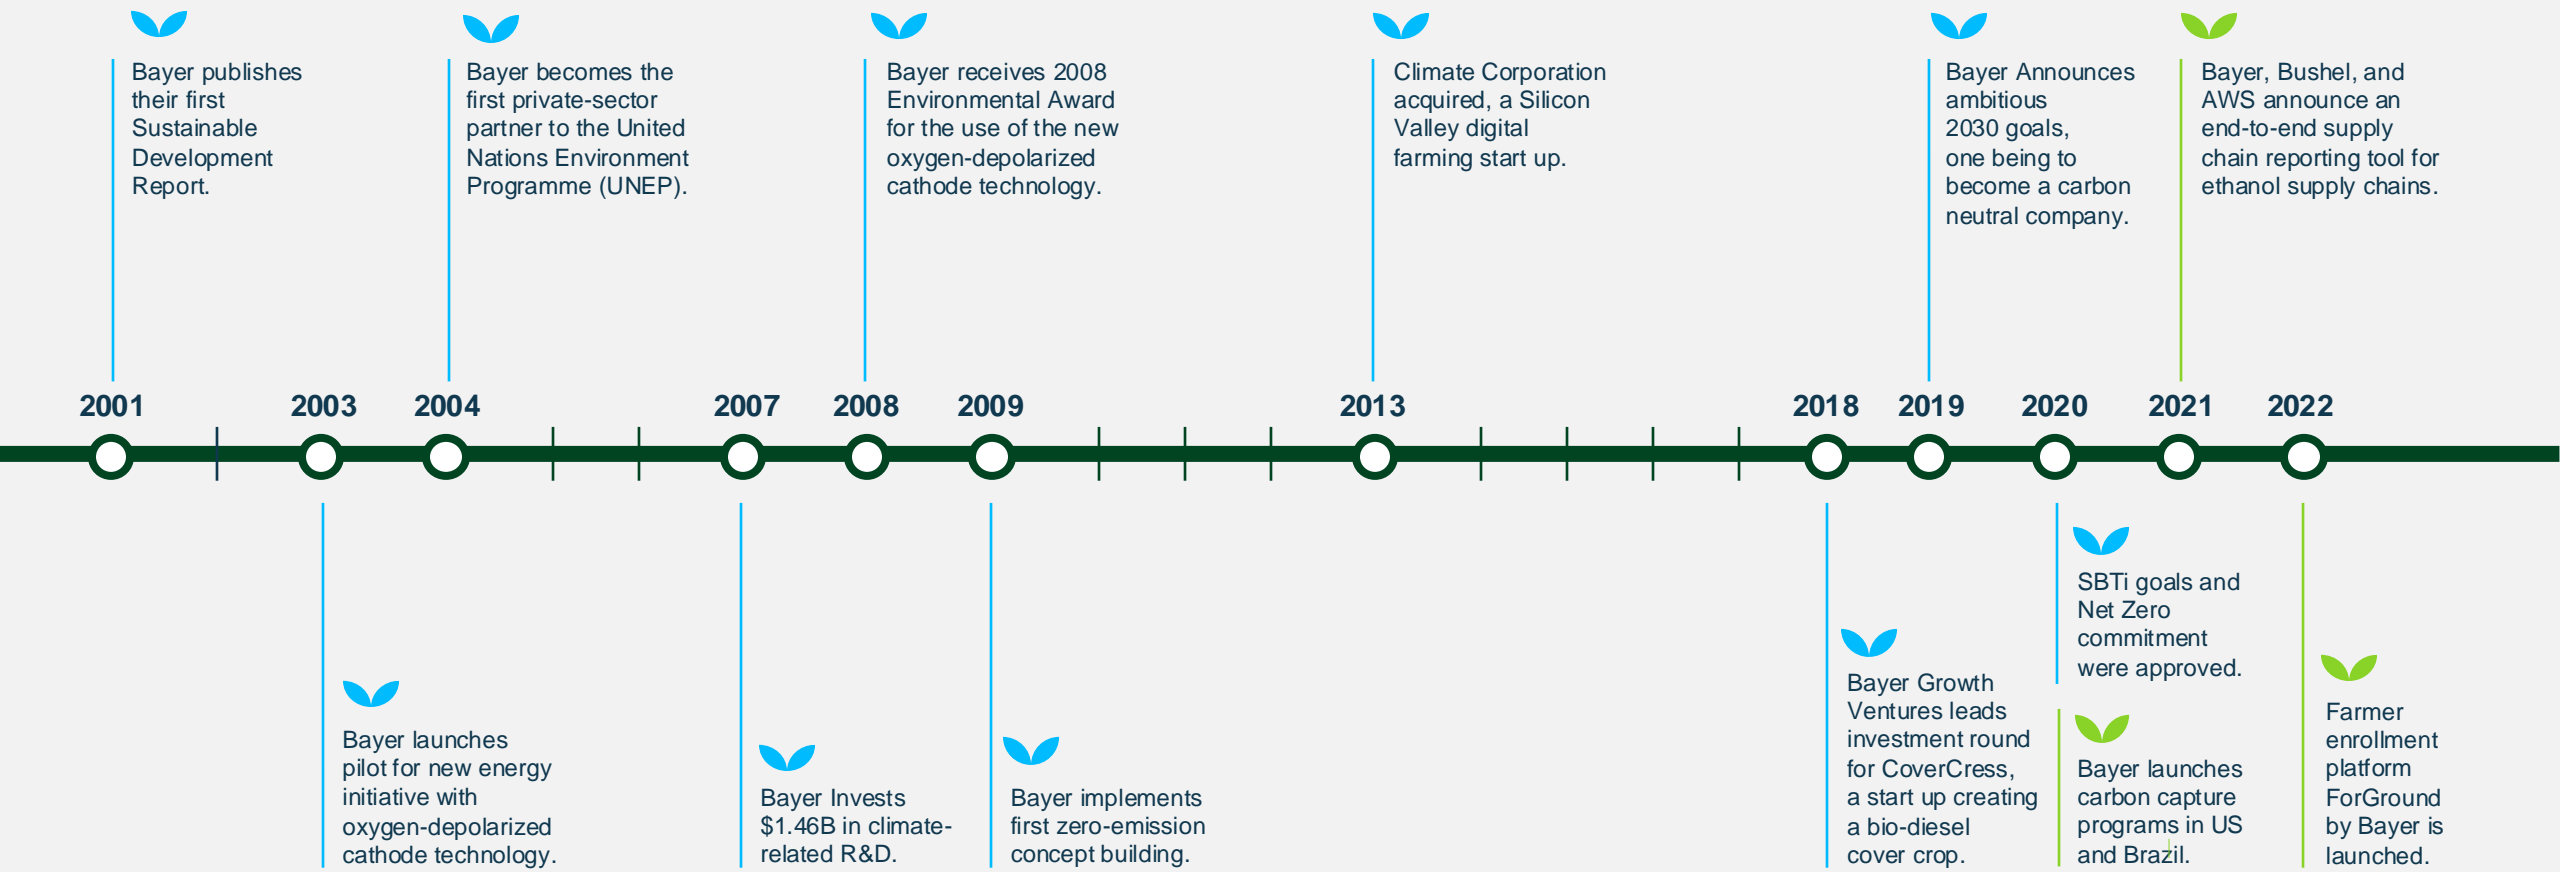 Bayer publishes
their first
Sustainable
Development
Report.
Bayer becomes the
first private-sector
partner to the United
Nations Environment
Programme (UNEP).
Bayer receives 2008
Environmental Award
for the use of the new
oxygen-depolarized
cathode technology.
Climate Corporation
acquired, a Silicon
Valley digital
farming start up.
Bayer Announces
ambitious
2030 goals,
one being to
become a carbon
neutral company.
Bayer, Bushel, and
AWS announce an
end-to-end supply
chain reporting tool for
ethanol supply chains.
2001
2003
2004
2007
2008
2009
2013
2018
2019
2020
2021
2022
Bayer launches
pilot for new energy
initiative with
oxygen-depolarized
cathode technology.
Bayer Invests
$1.46B in climate-
related R&D.
Bayer implements
first zero-emission
concept building.
Bayer Growth
Ventures leads
investment round
for CoverCress,
a start up creating
a bio-diesel
cover crop.
SBTi goals and
Net Zero
commitment
were approved.
Bayer launches
carbon capture
programs in US
and Brazil.
Farmer
enrollment
platform
ForGround
by Bayer is
launched.